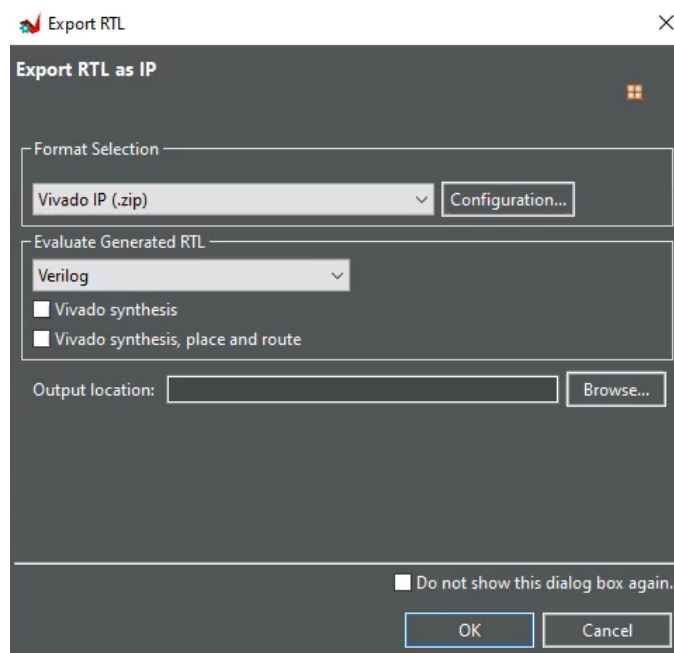 Export RTL
Export RTL as IP
Format Selection
Vivado IP (.zip) Configuration...
Evaluate Generated RTL
Verilog
Vivado synthesis
Vivado synthesis, place and route
Output location: Browse...
Do not show this dialog box again.
OK Cancel